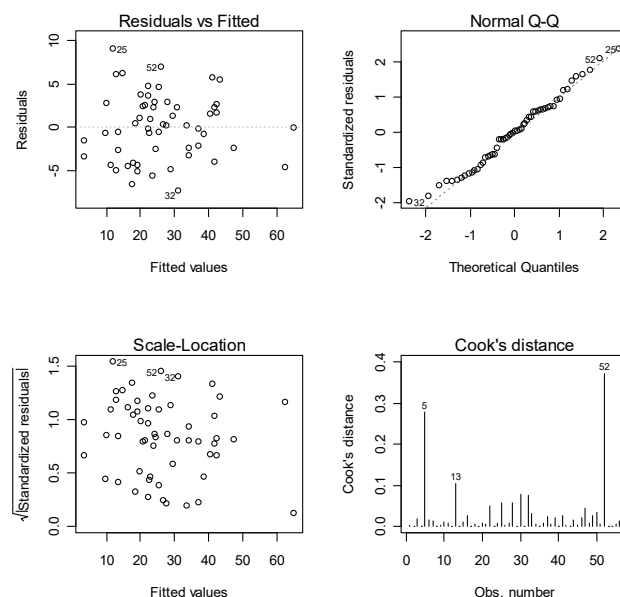 Residuals vs Fitted
Residuals
10
5
0
-5
25
52
32
10 20 30 40 50 60
Fitted values
Normal Q-Q
Standardized residuals
2
1
0
-1
-2
52
25
32
-2 -1 0 1 2
Theoretical Quantiles
Scale-Location
√|Standardized residuals|
1.5
1.0
0.5
0.0
25
52
32
10 20 30 40 50 60
Fitted values
Cook's distance
Cook's distance
0.4
0.3
0.2
0.1
0.0
5
13
52
0 10 20 30 40 50
Obs. number